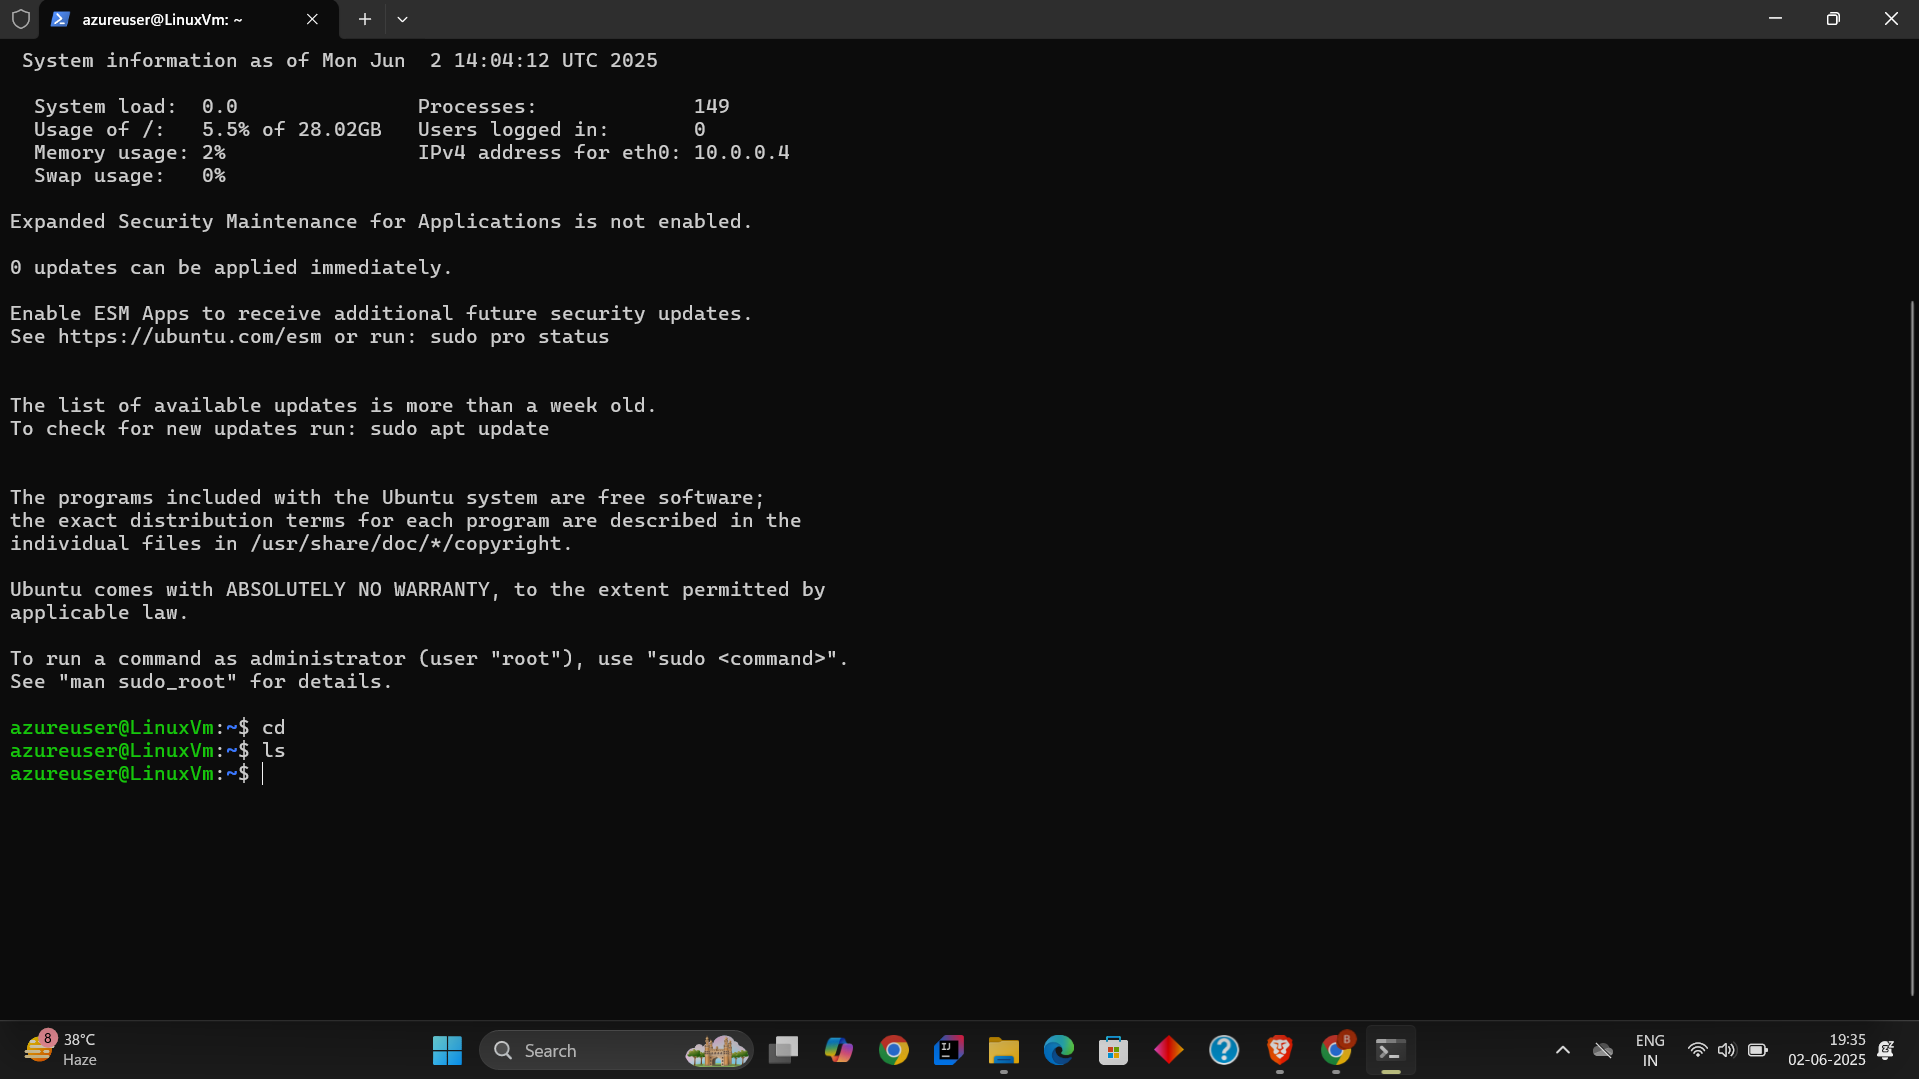 azureuser@LinuxVm: ~
System information as of Mon Jun  2 14:04:12 UTC 2025
System load:  0.0               Processes:             149
Usage of /:   5.5% of 28.02GB   Users logged in:       0
Memory usage: 2%                IPv4 address for eth0: 10.0.0.4
Swap usage:   0%
Expanded Security Maintenance for Applications is not enabled.
0 updates can be applied immediately.
Enable ESM Apps to receive additional future security updates.
See https://ubuntu.com/esm or run: sudo pro status
The list of available updates is more than a week old.
To check for new updates run: sudo apt update
The programs included with the Ubuntu system are free software;
the exact distribution terms for each program are described in the
individual files in /usr/share/doc/*/copyright.
Ubuntu comes with ABSOLUTELY NO WARRANTY, to the extent permitted by
applicable law.
To run a command as administrator (user "root"), use "sudo <command>".
See "man sudo_root" for details.
azureuser@LinuxVm:~$ cd
azureuser@LinuxVm:~$ ls
azureuser@LinuxVm:~$
8
38°C
Haze
Search
IJ
B
ENG
IN
19:35
02-06-2025